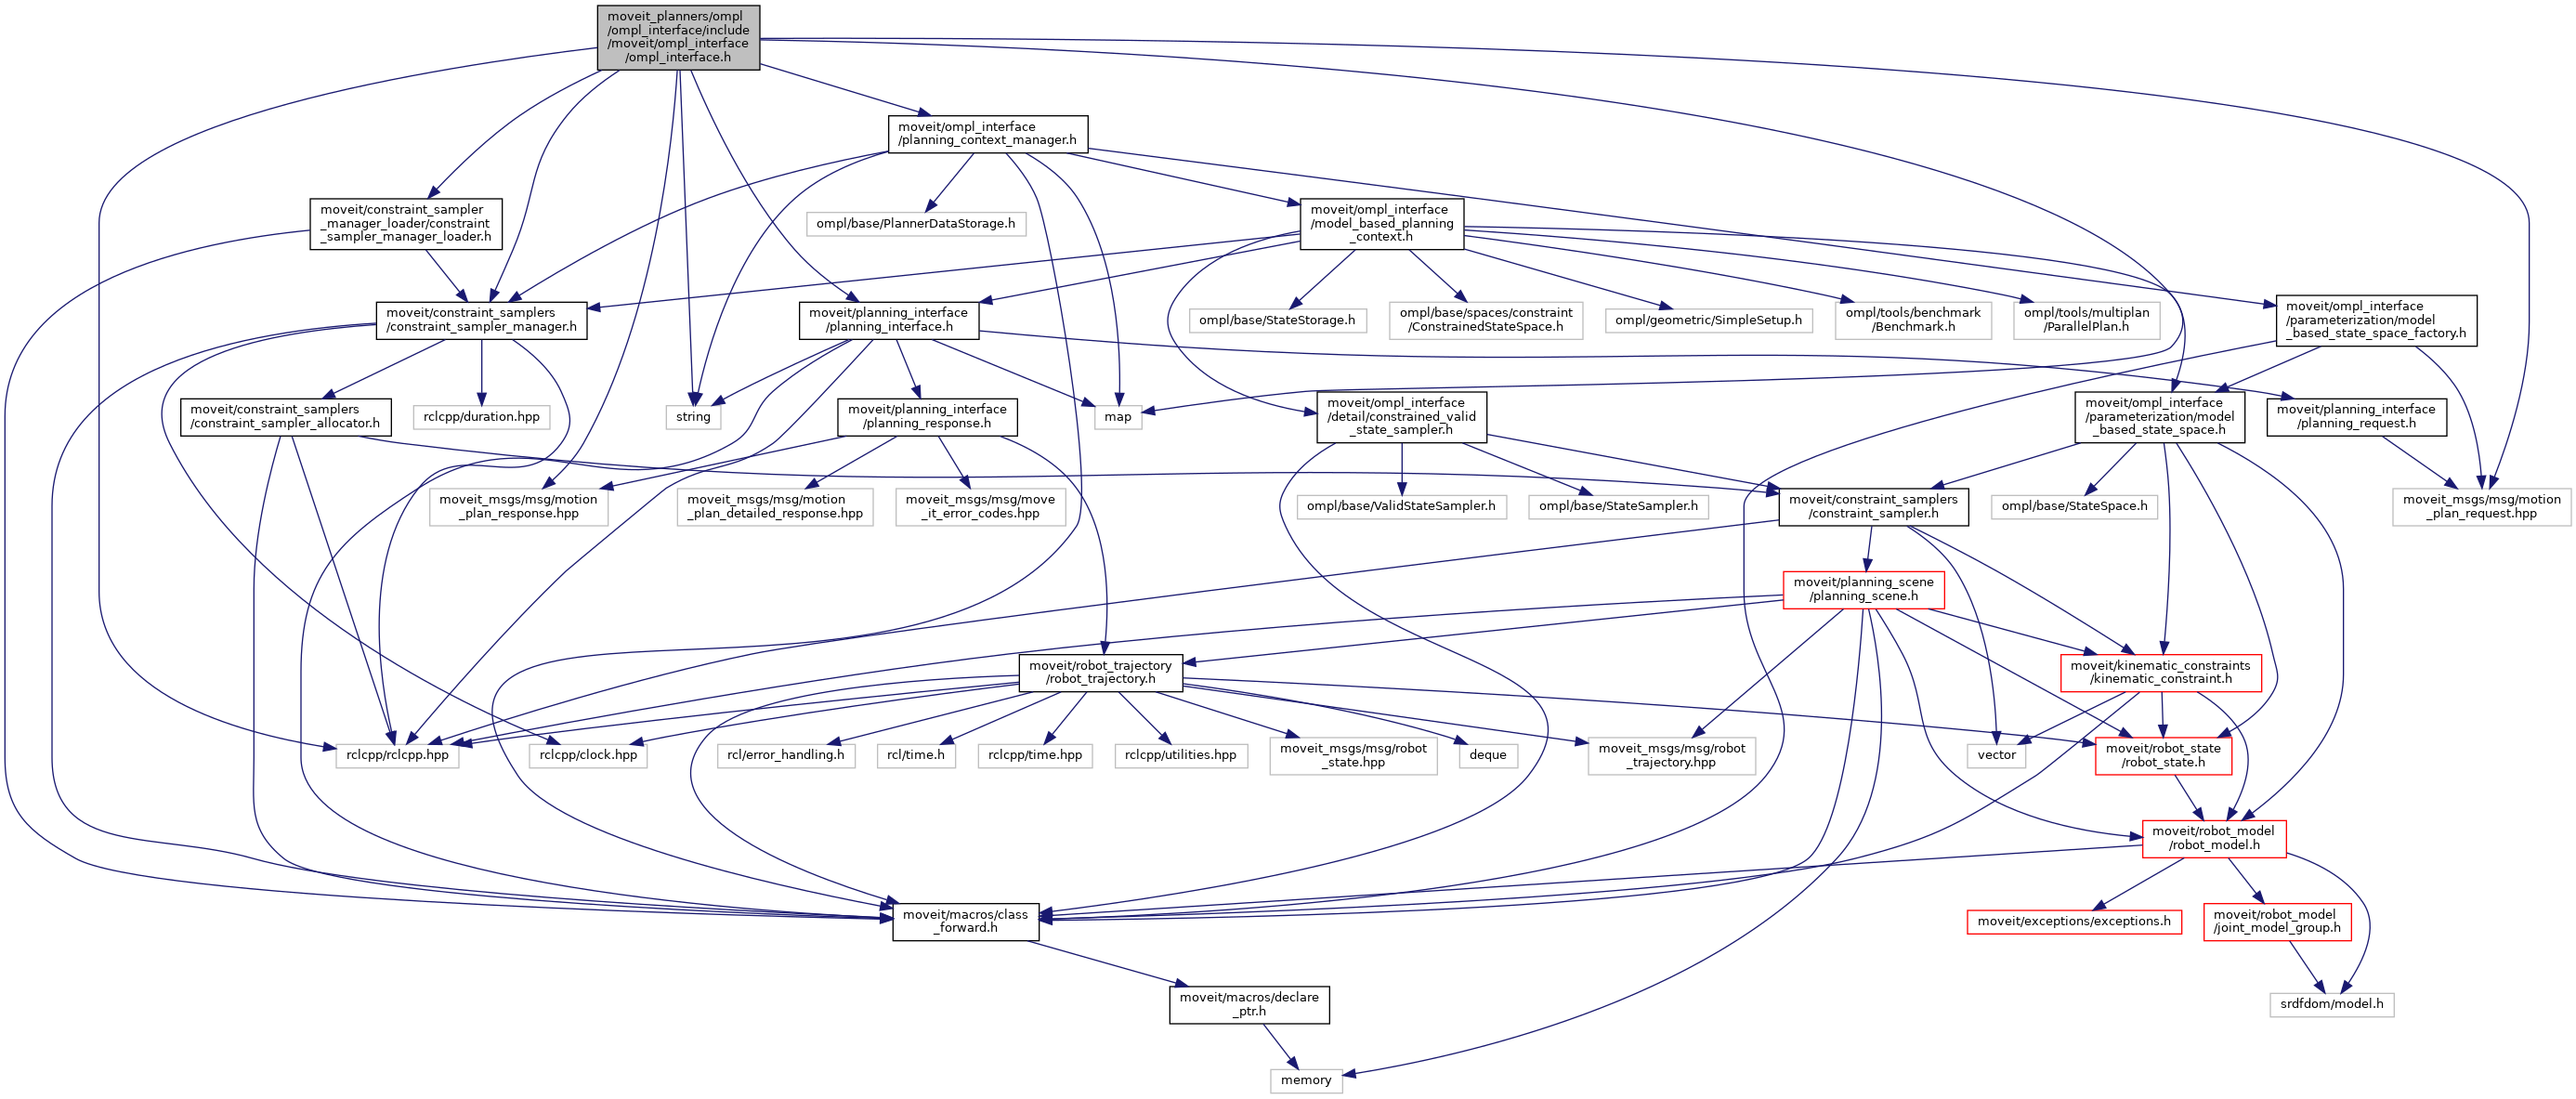 moveit_planners/ompl
/ompl_interface/include
/moveit/ompl_interface
/ompl_interface.h
moveit/ompl_interface
/planning_context_manager.h
moveit/constraint_sampler
_manager_loader/constraint
_sampler_manager_loader.h
ompl/base/PlannerDataStorage.h
moveit/ompl_interface
/model_based_planning
_context.h
moveit/constraint_samplers
/constraint_sampler_manager.h
moveit/planning_interface
/planning_interface.h
ompl/base/StateStorage.h
ompl/base/spaces/constraint
/ConstrainedStateSpace.h
ompl/geometric/SimpleSetup.h
ompl/tools/benchmark
/Benchmark.h
ompl/tools/multiplan
/ParallelPlan.h
moveit/ompl_interface
/parameterization/model
_based_state_space_factory.h
moveit/constraint_samplers
/constraint_sampler_allocator.h
rclcpp/duration.hpp
string
moveit/planning_interface
/planning_response.h
map
moveit/ompl_interface
/detail/constrained_valid
_state_sampler.h
moveit/ompl_interface
/parameterization/model
_based_state_space.h
moveit/planning_interface
/planning_request.h
moveit_msgs/msg/motion
_plan_response.hpp
moveit_msgs/msg/motion
_plan_detailed_response.hpp
moveit_msgs/msg/move
_it_error_codes.hpp
ompl/base/ValidStateSampler.h
ompl/base/StateSampler.h
moveit/constraint_samplers
/constraint_sampler.h
ompl/base/StateSpace.h
moveit_msgs/msg/motion
_plan_request.hpp
moveit/planning_scene
/planning_scene.h
moveit/robot_trajectory
/robot_trajectory.h
moveit/kinematic_constraints
/kinematic_constraint.h
rclcpp/rclcpp.hpp
rclcpp/clock.hpp
rcl/error_handling.h
rcl/time.h
rclcpp/time.hpp
rclcpp/utilities.hpp
moveit_msgs/msg/robot
_state.hpp
deque
moveit_msgs/msg/robot
_trajectory.hpp
vector
moveit/robot_state
/robot_state.h
moveit/robot_model
/robot_model.h
moveit/macros/class
_forward.h
moveit/exceptions/exceptions.h
moveit/robot_model
/joint_model_group.h
moveit/macros/declare
_ptr.h
srdfdom/model.h
memory